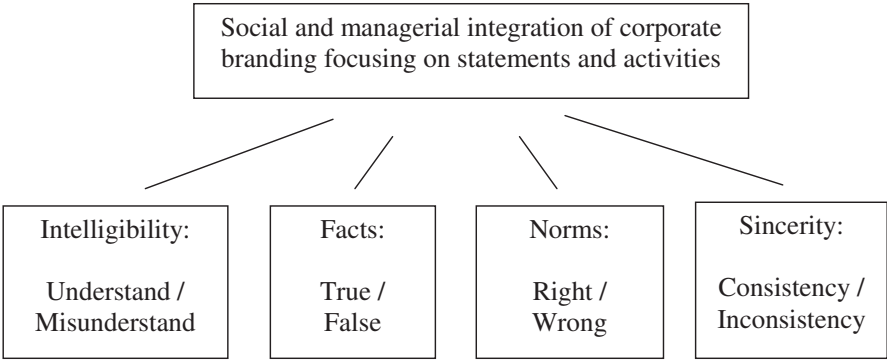 Social and managerial integration of corporate
branding focusing on statements and activities
Intelligibility:
Understand /
Misunderstand
Facts:
True /
False
Norms:
Right /
Wrong
Sincerity:
Consistency /
Inconsistency